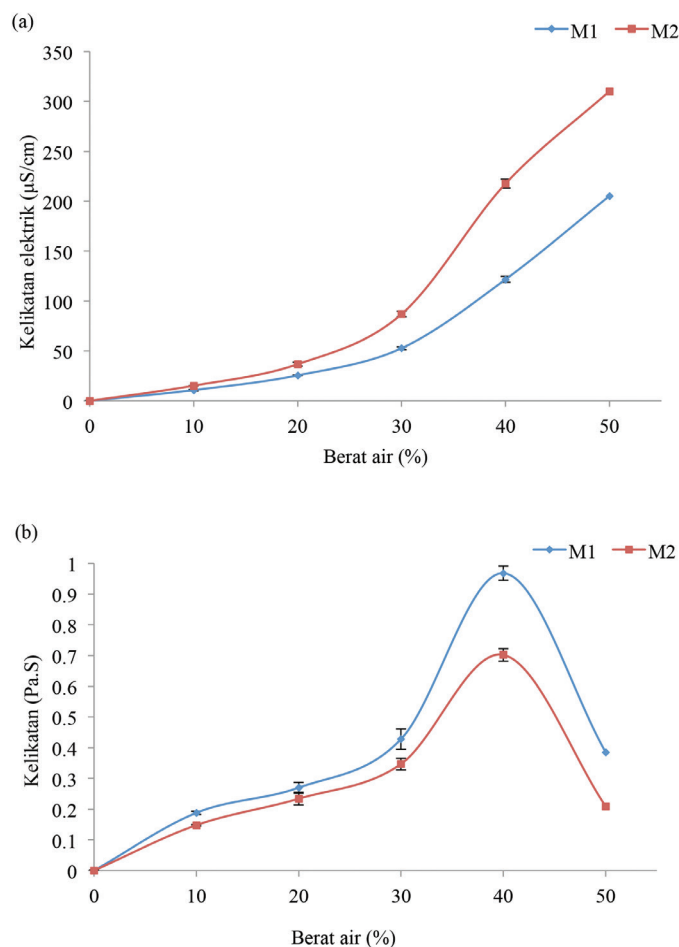 (a)
M1 M2
350
300
250
200
150
100
50
0
Kelikatan elektrik (µS/cm)
0 10 20 30 40 50
Berat air (%)
(b)
M1 M2
1
0.9
0.8
0.7
0.6
0.5
0.4
0.3
0.2
0.1
0
Kelikatan (Pa.S)
0 10 20 30 40 50
Berat air (%)